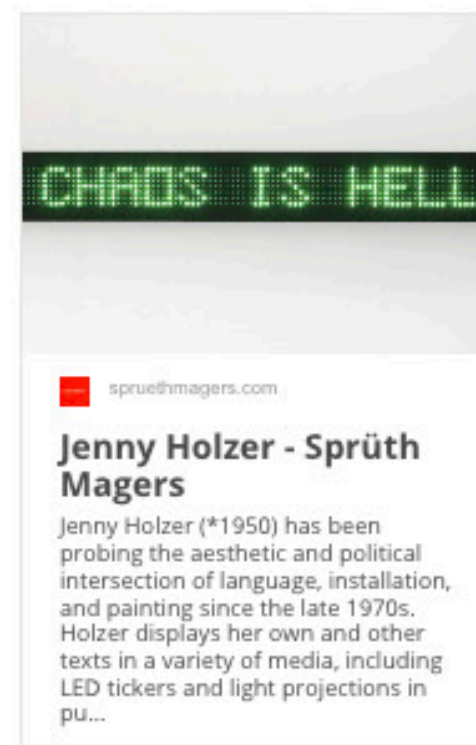 CHAOS IS HELL
spruethmagers.com
Jenny Holzer - Sprüth
Magers
Jenny Holzer (*1950) has been
probing the aesthetic and political
intersection of language, installation,
and painting since the late 1970s.
Holzer displays her own and other
texts in a variety of media, including
LED tickers and light projections in
pu...